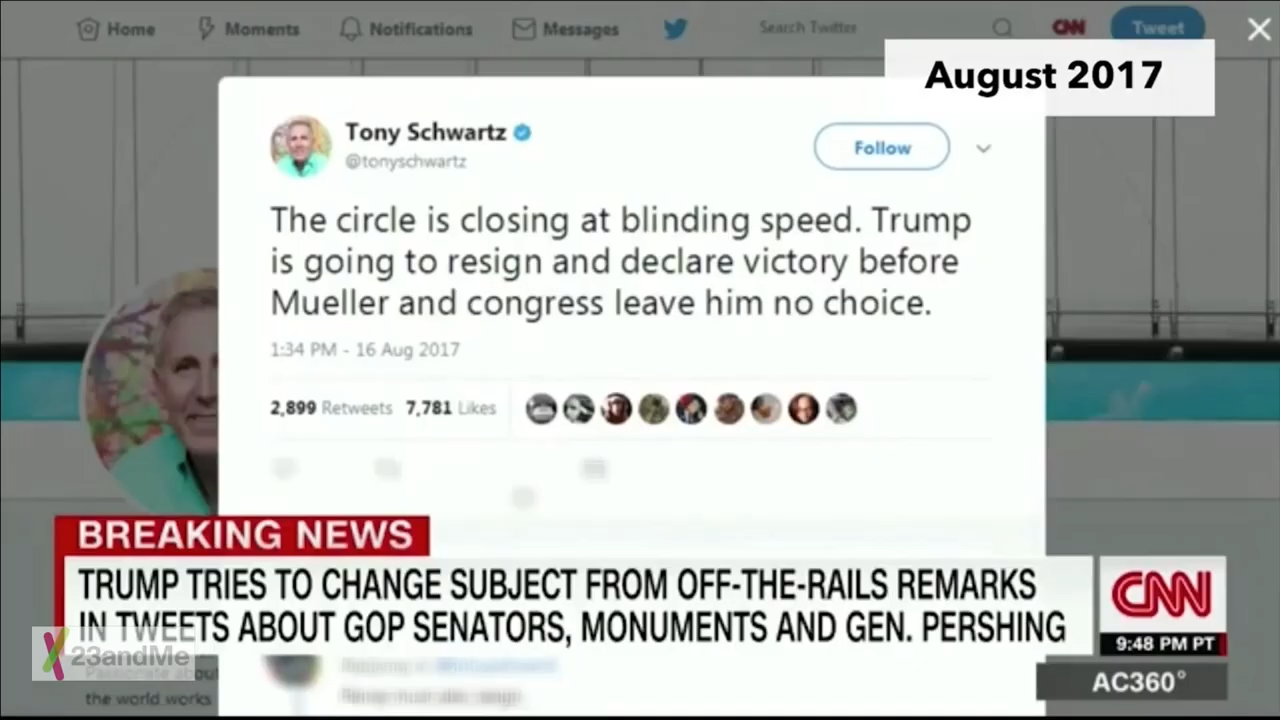 Home Moments Notifications Messages Search Twitter CNN Tweet
August 2017
Tony Schwartz
@tonyschwartz
Follow
The circle is closing at blinding speed. Trump
is going to resign and declare victory before
Mueller and congress leave him no choice.
1:34 PM - 16 Aug 2017
2,899 Retweets 7,781 Likes
BREAKING NEWS
TRUMP TRIES TO CHANGE SUBJECT FROM OFF-THE-RAILS REMARKS
IN TWEETS ABOUT GOP SENATORS, MONUMENTS AND GEN. PERSHING
CNN
9:48 PM PT
AC360°
23andMe
Passionate about
the world works